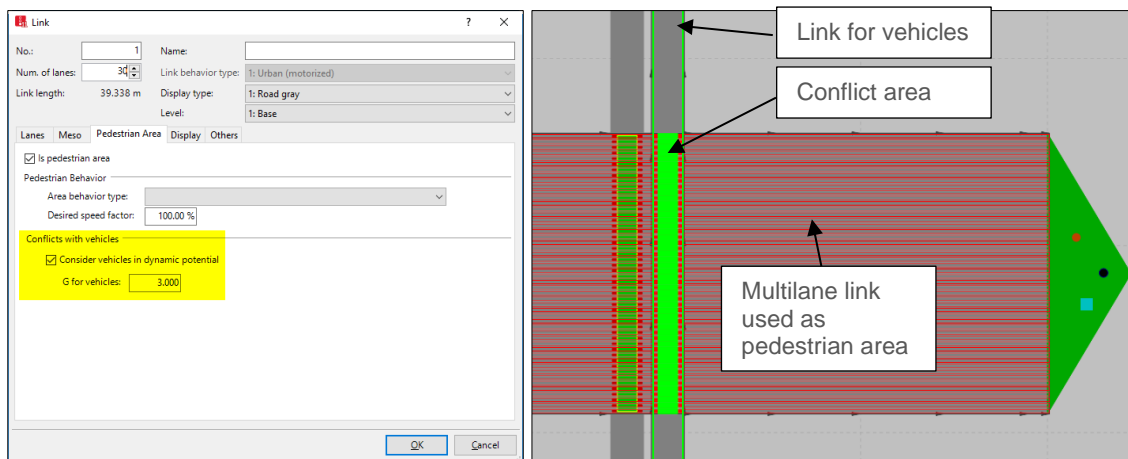 Link
? ×
No.: 1 Name:
Num. of lanes: 30 Link behavior type: 1: Urban (motorized)
Link length: 39.338 m Display type: 1: Road gray
Level: 1: Base
Lanes Meso Pedestrian Area Display Others
Is pedestrian area
Pedestrian Behavior
Area behavior type:
Desired speed factor: 100.00 %
Conflicts with vehicles
Consider vehicles in dynamic potential
G for vehicles: 3.000
OK Cancel
Link for vehicles
Conflict area
Multilane link
used as
pedestrian area